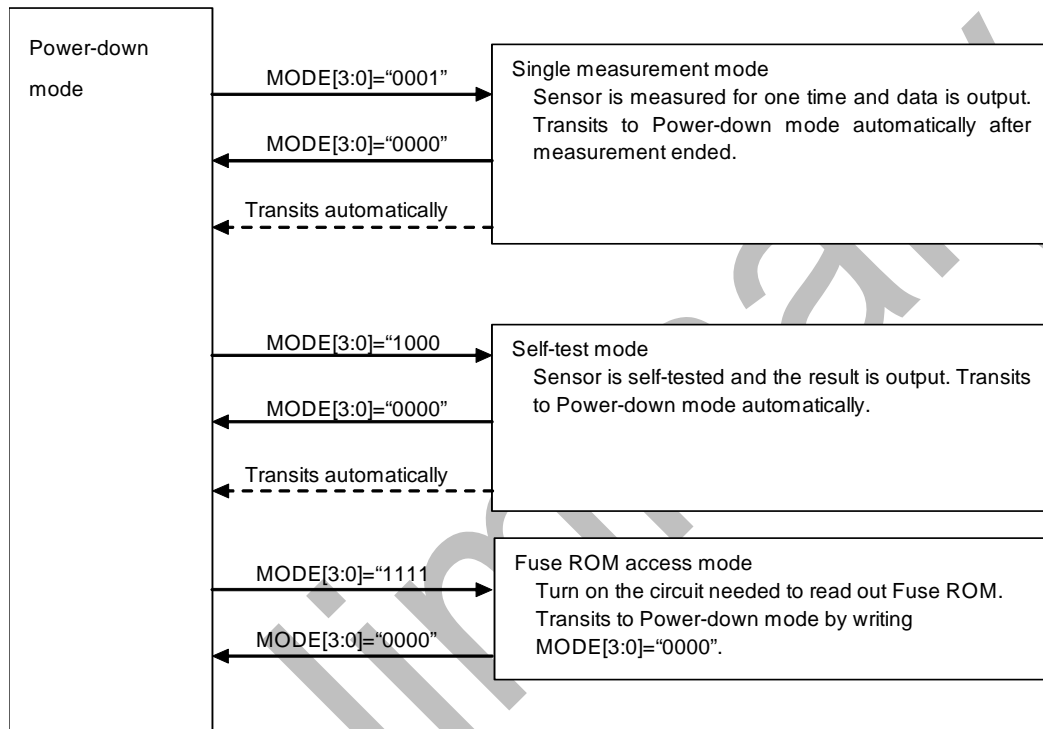 Power-down
mode
MODE[3:0]=“0001”
MODE[3:0]=“0000”
Transits automatically
Single measurement mode
Sensor is measured for one time and data is output.
Transits to Power-down mode automatically after
measurement ended.
MODE[3:0]=“1000
MODE[3:0]=“0000”
Transits automatically
Self-test mode
Sensor is self-tested and the result is output. Transits
to Power-down mode automatically.
MODE[3:0]=“1111
MODE[3:0]=“0000”
Fuse ROM access mode
Turn on the circuit needed to read out Fuse ROM.
Transits to Power-down mode by writing
MODE[3:0]=“0000”.